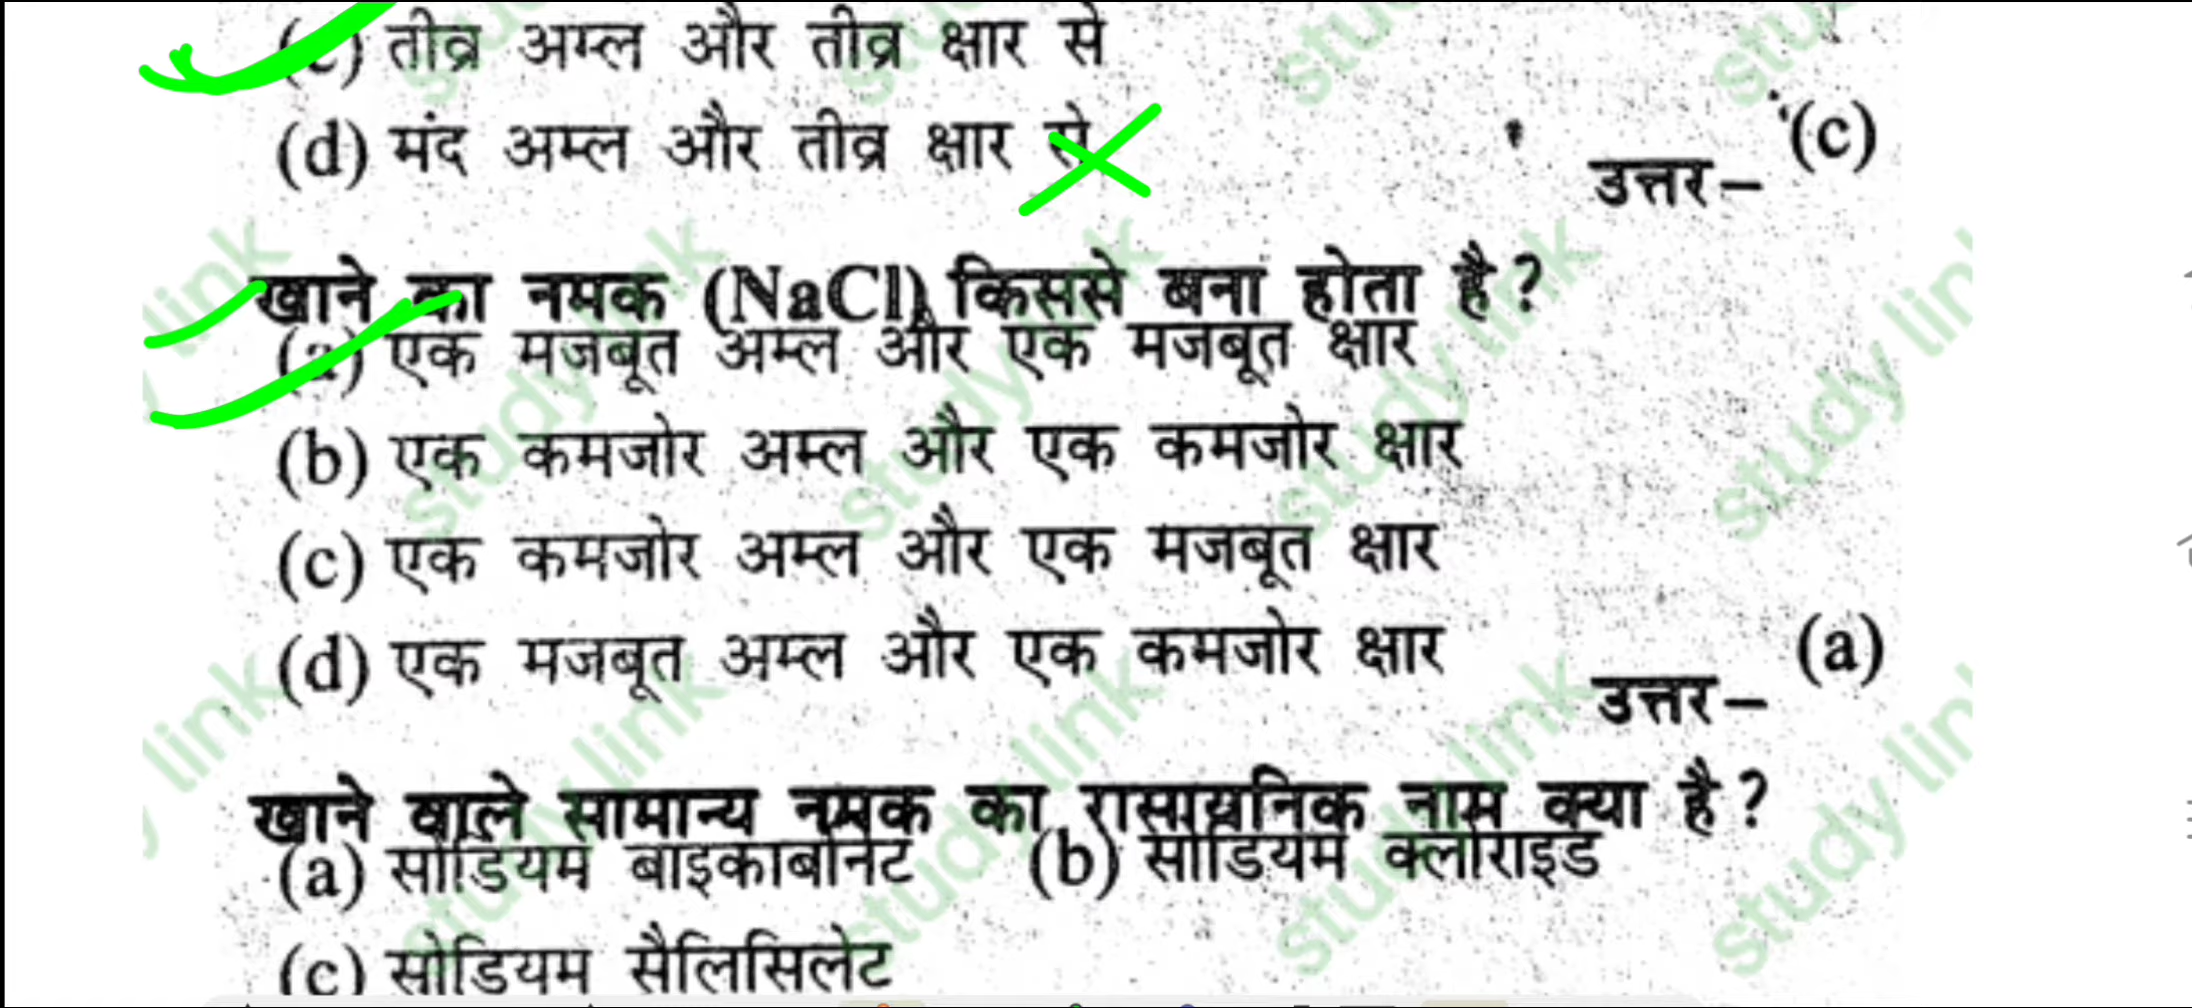 (c) तीव्र अम्ल और तीव्र क्षार से
(d) मंद अम्ल और तीव्र क्षार से
उत्तर– (c)
खाने का नमक (NaCl) किससे बना होता है ?
(a) एक मजबूत अम्ल और एक मजबूत क्षार
(b) एक कमजोर अम्ल और एक कमजोर क्षार
(c) एक कमजोर अम्ल और एक मजबूत क्षार
(d) एक मजबूत अम्ल और एक कमजोर क्षार
उत्तर– (a)
खाने वाले सामान्य नमक का रासायनिक नाम क्या है ?
(a) सोडियम बाइकार्बोनेट (b) सोडियम क्लोराइड
(c) सोडियम सैलिसिलेट
study link